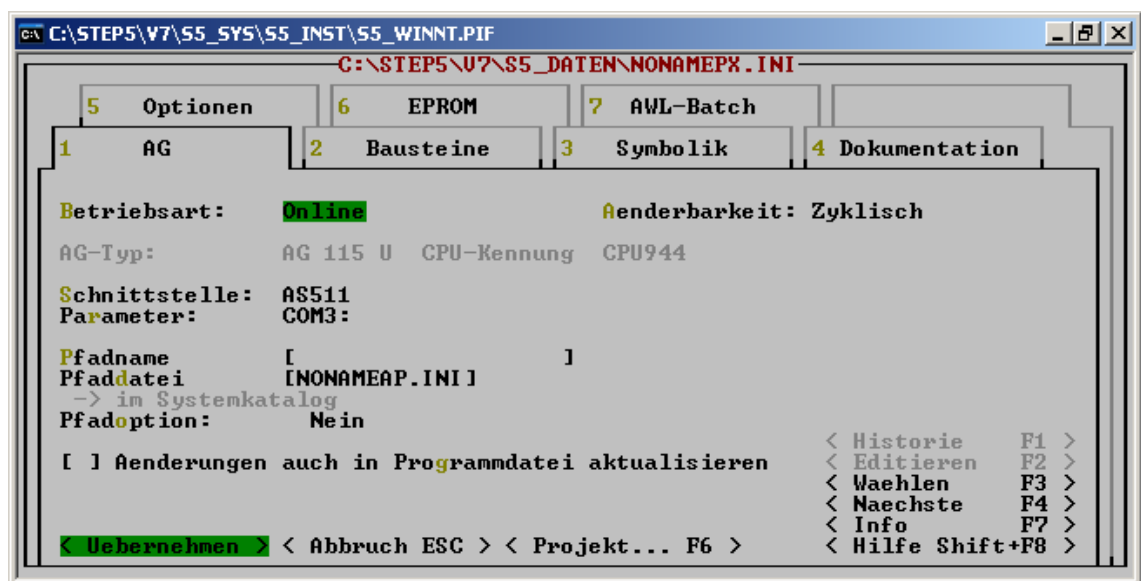 C:\STEP5\V7\S5_SYS\S5_INST\S5_WINNT.PIF
C:\STEP5\V7\S5_DATEN\NONAMEPX.INI
5 Optionen 6 EPROM 7 AWL-Batch
1 AG 2 Bausteine 3 Symbolik 4 Dokumentation
Betriebsart: Online Aenderbarkeit: Zyklisch
AG-Typ: AG 115 U CPU-Kennung CPU944
Schnittstelle: AS511
Parameter: COM3:
Pfadname [ ]
Pfaddatei [NONAMEAP.INI]
-> im Systemkatalog
Pfadoption: Nein
< Historie F1 >
[ ] Aenderungen auch in Programmdatei aktualisieren < Editieren F2 >
< Waehlen F3 >
< Naechste F4 >
< Info F7 >
< Uebernehmen > < Abbruch ESC > < Projekt... F6 > < Hilfe Shift+F8 >